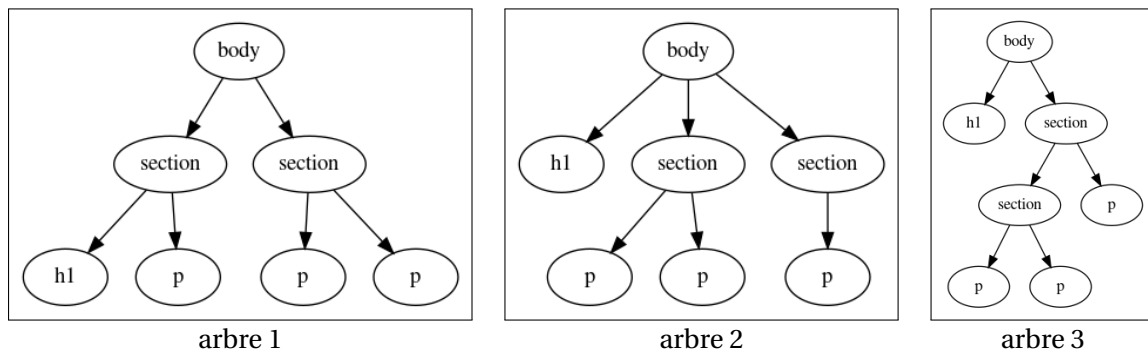 body
section section
h1 p p p
arbre 1
body
h1 section section
p p p
arbre 2
body
h1 section
section p
p p
arbre 3